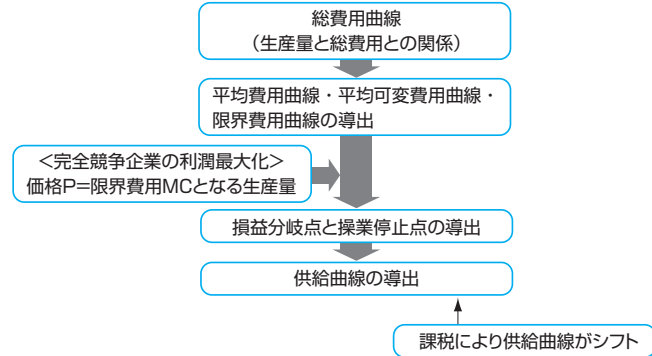 総費用曲線
（生産量と総費用との関係）
平均費用曲線・平均可変費用曲線・
限界費用曲線の導出
＜完全競争企業の利潤最大化＞
価格P=限界費用MCとなる生産量
損益分岐点と操業停止点の導出
供給曲線の導出
課税により供給曲線がシフト